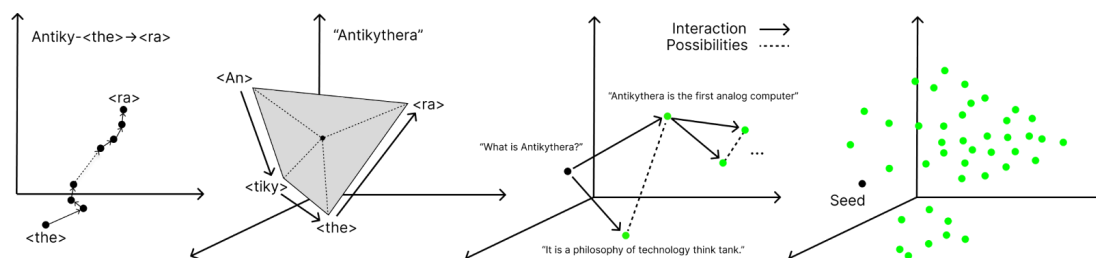 Antiky-<the>→<ra>
<ra>
<the>
“Antikythera”
<An>
<ra>
<tiky>
<the>
Interaction
Possibilities
“Antikythera is the first analog computer”
“What is Antikythera?”
...
“It is a philosophy of technology think tank.”
Seed